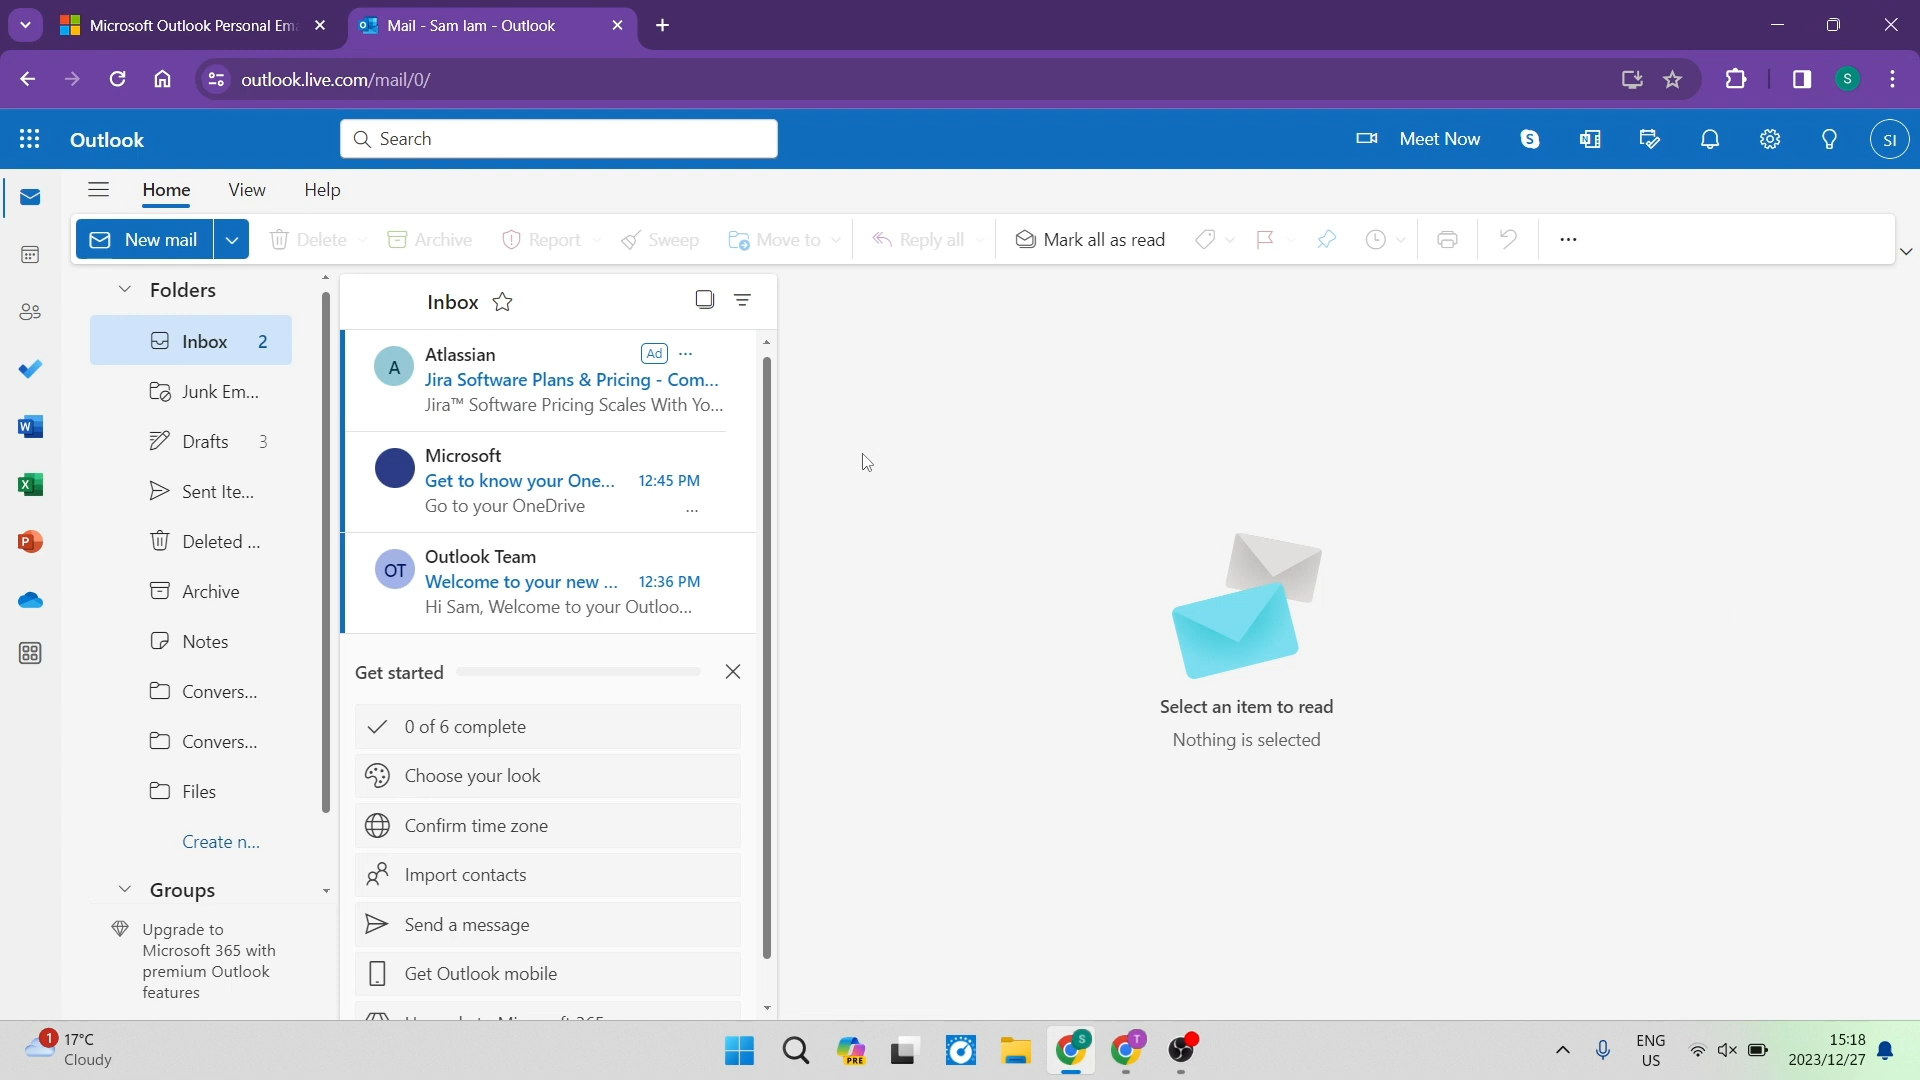 Microsoft Outlook Personal Em
Mail - Sam Iam - Outlook
outlook.live.com/mail/0/
S
Outlook
Search
Meet Now
SI
Home View Help
New mail
Delete
Archive
Report
Sweep
Move to
Reply all
Mark all as read
Folders
Inbox 2
Junk Em...
Drafts 3
Sent Ite...
Deleted ...
Archive
Notes
Convers...
Convers...
Files
Create n...
Groups
Upgrade to
Microsoft 365 with
premium Outlook
features
Inbox
A
Atlassian
Ad ...
Jira Software Plans & Pricing - Com...
Jira™ Software Pricing Scales With Yo...
Microsoft
Get to know your One... 12:45 PM
Go to your OneDrive ...
OT
Outlook Team
Welcome to your new ... 12:36 PM
Hi Sam, Welcome to your Outloo...
Get started
0 of 6 complete
Choose your look
Confirm time zone
Import contacts
Send a message
Get Outlook mobile
Select an item to read
Nothing is selected
W
X
P
1
17°C
Cloudy
PRE
S
T
ENG
US
15:18
2023/12/27